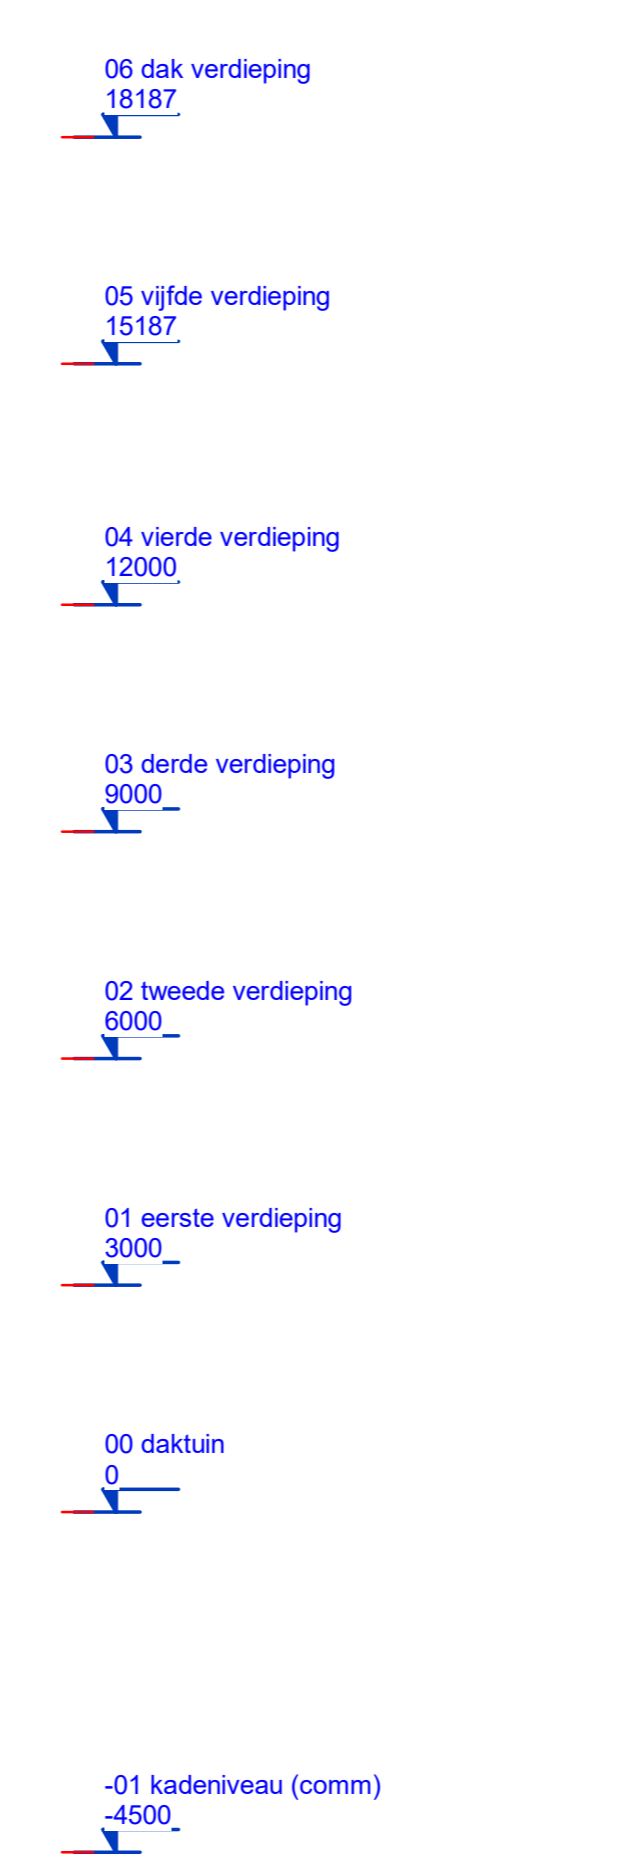 06 dak verdieping
18187
05 vijfde verdieping
15187
04 vierde verdieping
12000
03 derde verdieping
9000
02 tweede verdieping
6000
01 eerste verdieping
3000
00 daktuin
0
-01 kadeniveau (comm)
-4500